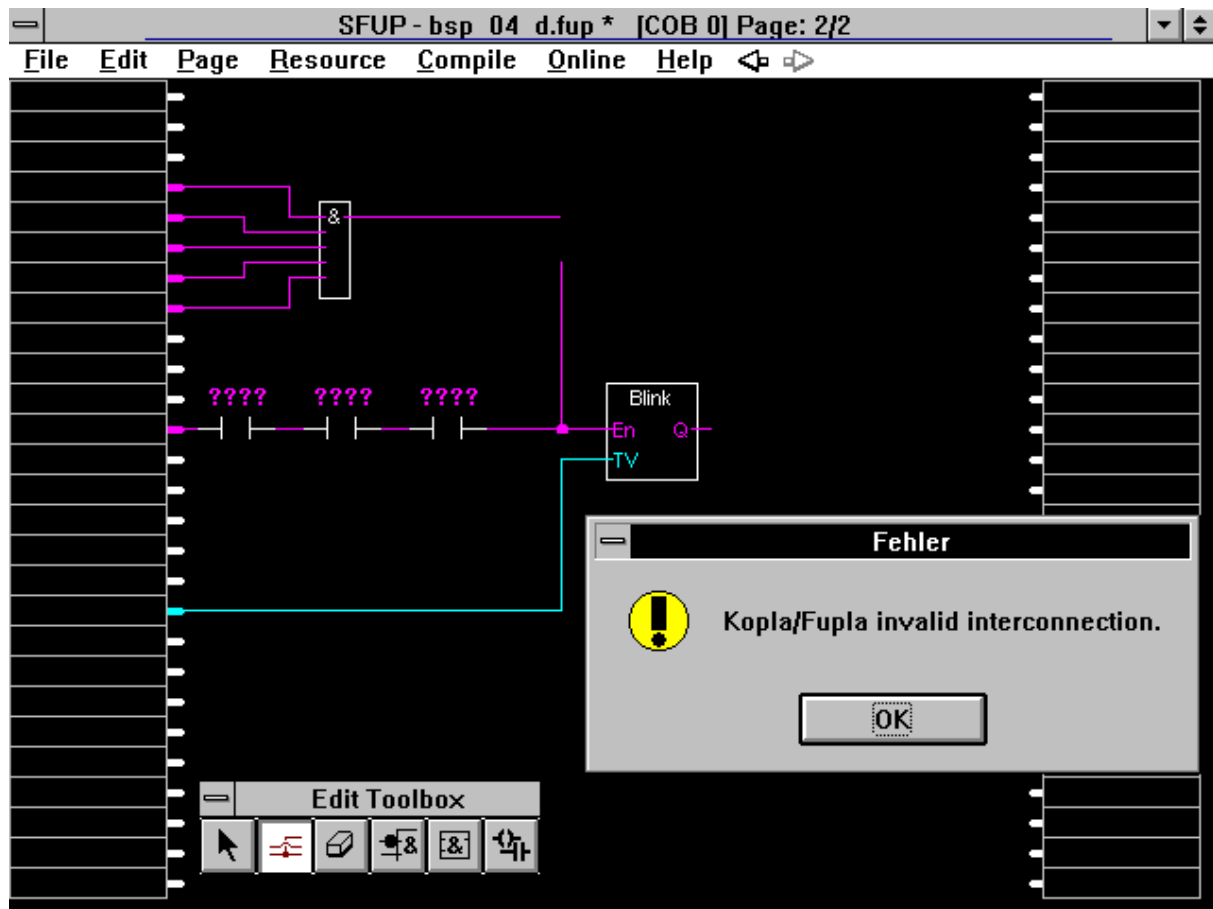 SFUP - bsp_04_d.fup * [COB 0] Page: 2/2
File Edit Page Resource Compile Online Help
&
???? ???? ????
Blink
En Q
TV
Fehler
Kopla/Fupla invalid interconnection.
OK
Edit Toolbox
& &